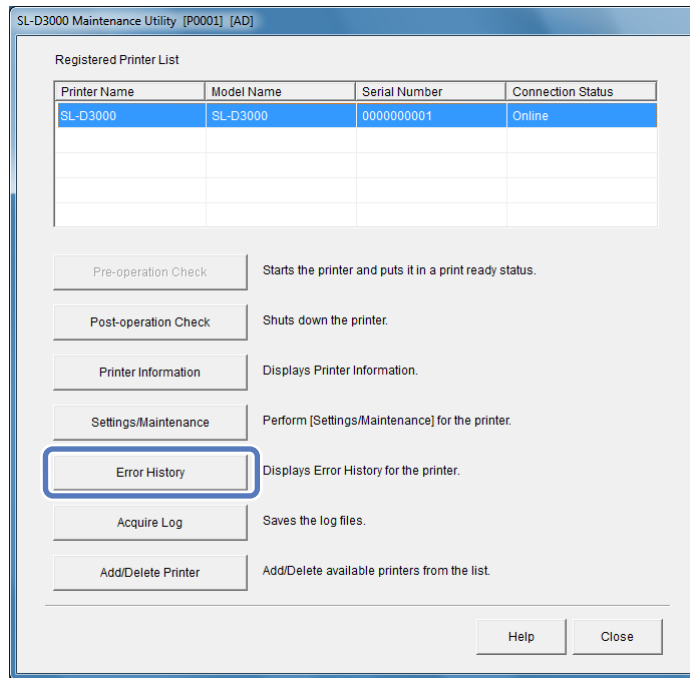 SL-D3000 Maintenance Utility [P0001] [AD]
Registered Printer List
Printer Name Model Name Serial Number Connection Status
SL-D3000 SL-D3000 0000000001 Online
Pre-operation Check Starts the printer and puts it in a print ready status.
Post-operation Check Shuts down the printer.
Printer Information Displays Printer Information.
Settings/Maintenance Perform [Settings/Maintenance] for the printer.
Error History Displays Error History for the printer.
Acquire Log Saves the log files.
Add/Delete Printer Add/Delete available printers from the list.
Help Close